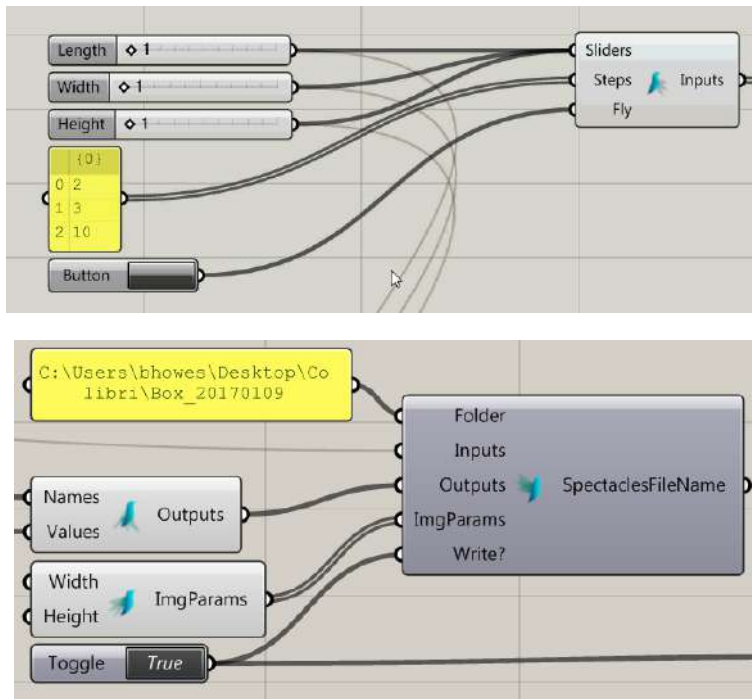 Length 1
Width 1
Height 1
{0}
0 2
1 3
2 10
Button
Sliders
Steps
Fly
Inputs
C:\Users\bhowes\Desktop\Co
libri\Box_20170109
Names
Values
Outputs
Width
Height
ImgParams
Toggle True
Folder
Inputs
Outputs
ImgParams
Write?
SpectaclesFileName